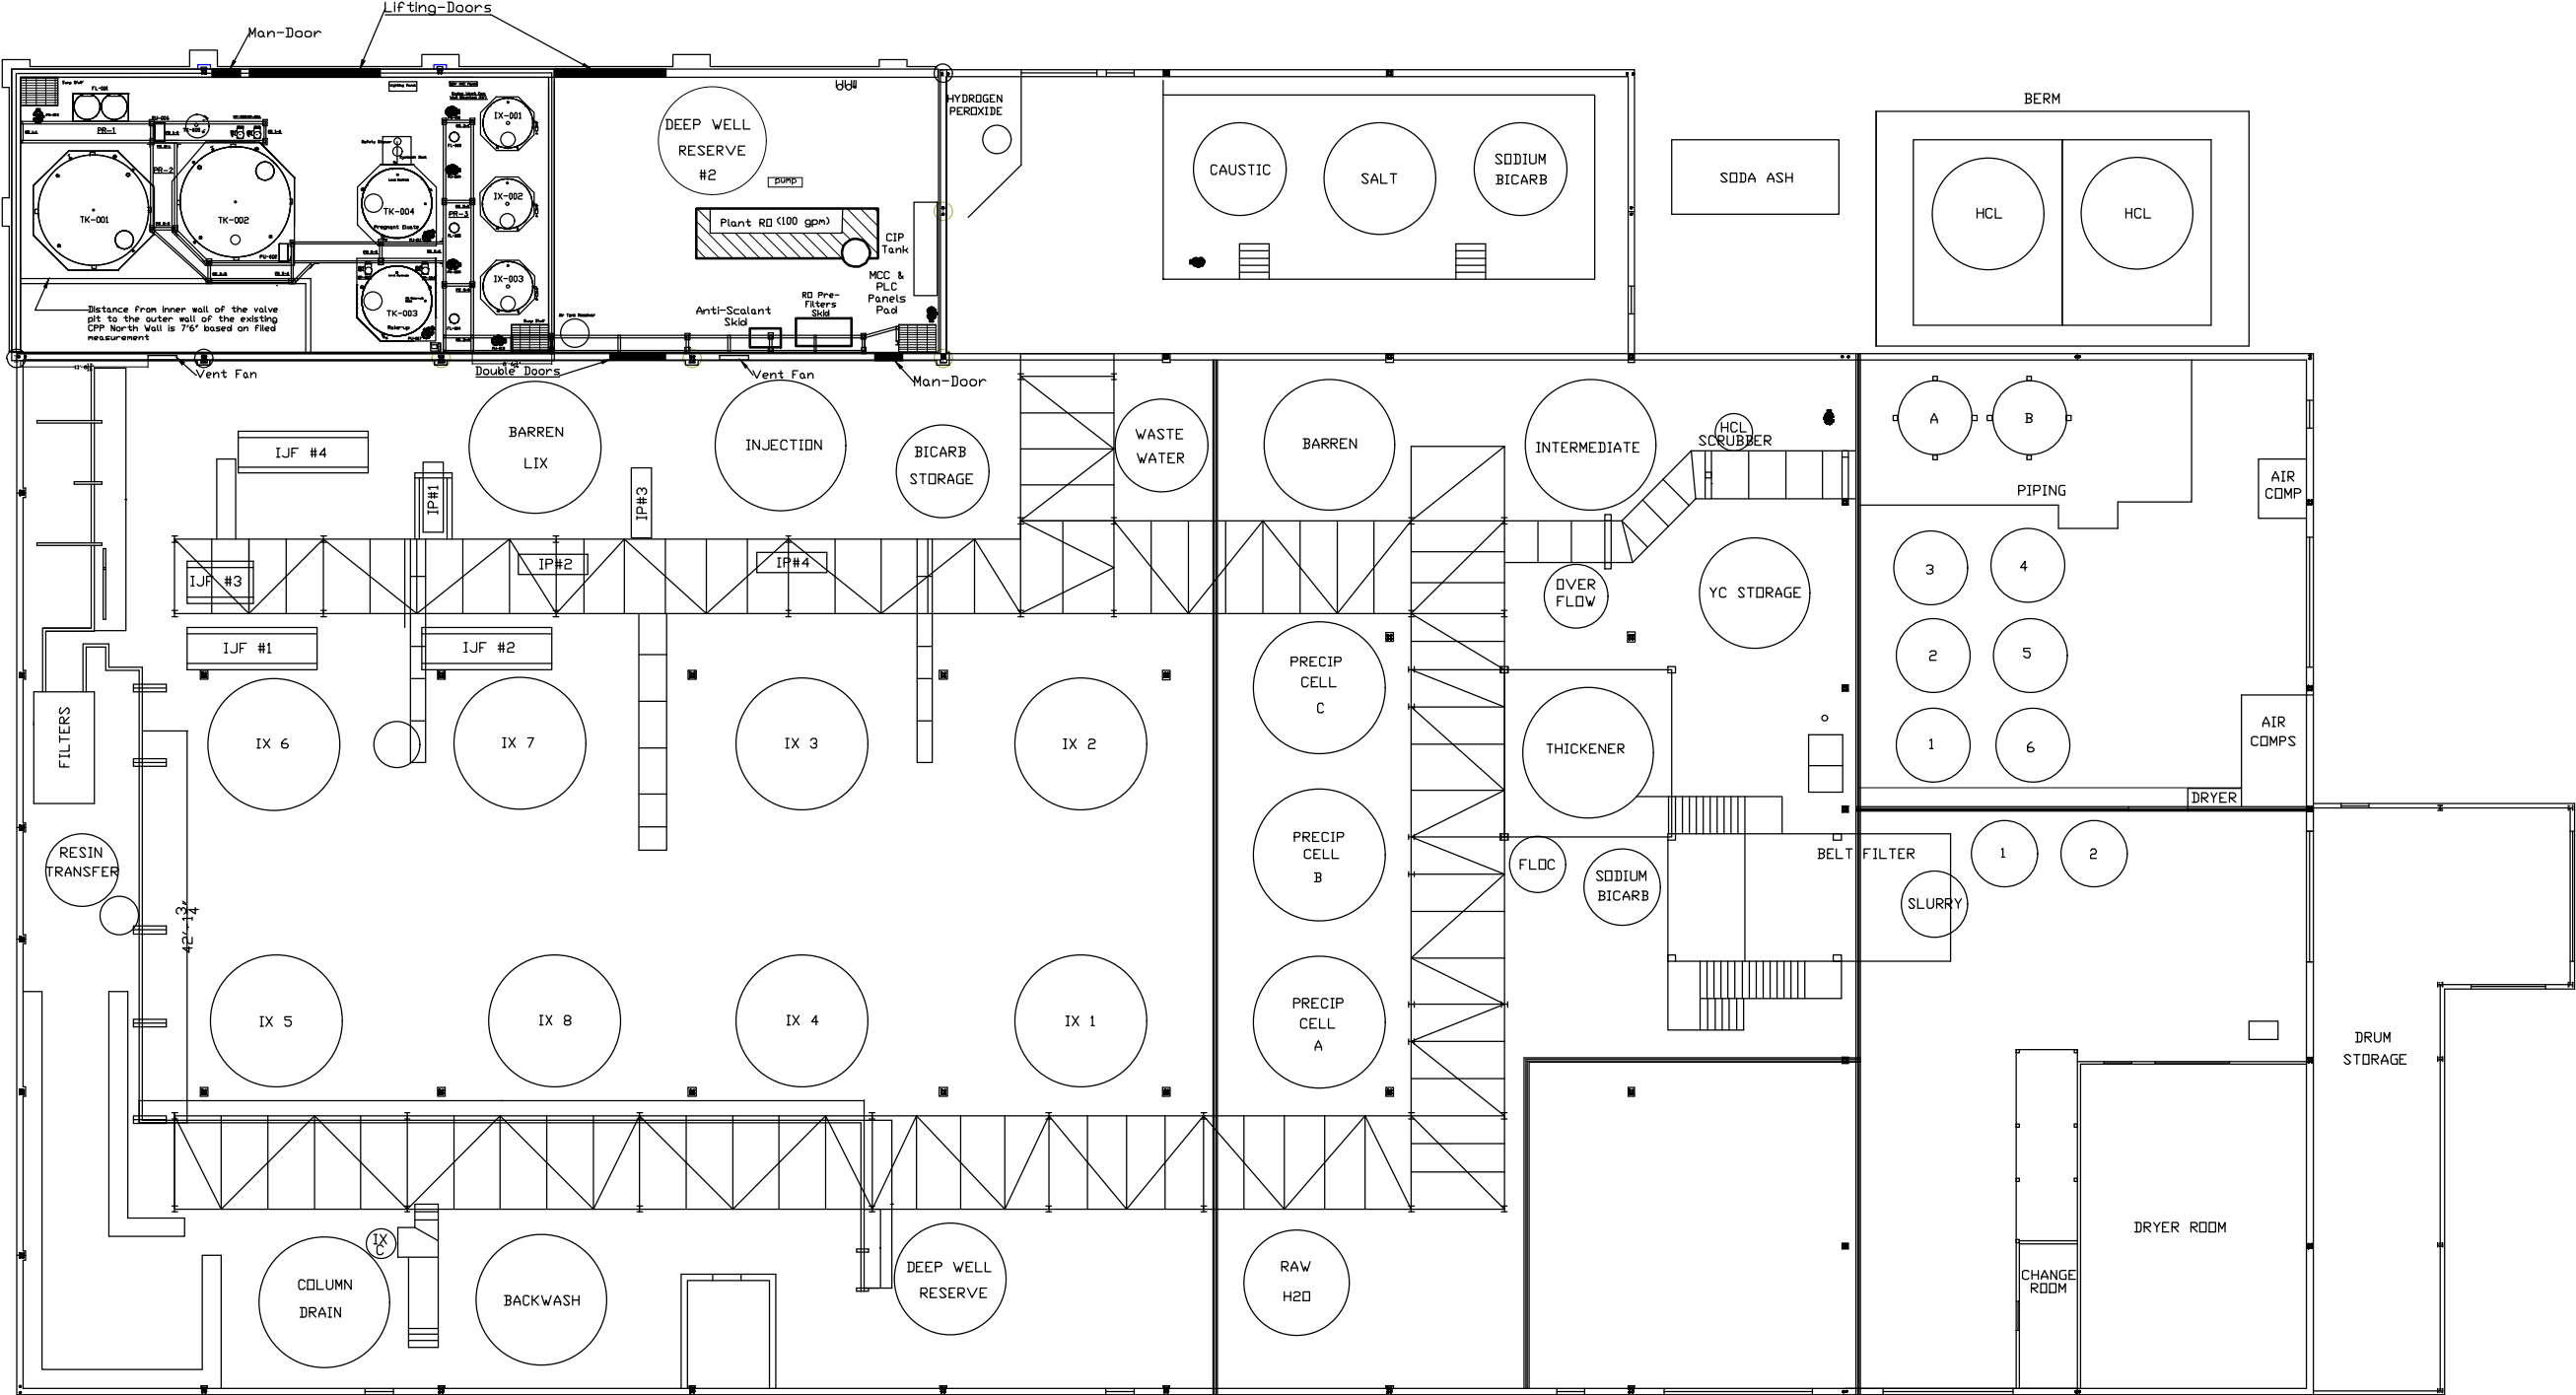 Lifting-Doors
Man-Door
FL-001
PR-1
PR-2
TK-001
TK-002
TK-004
Pregnant Eluate
TK-003
Makeup
PR-3
IX-001
IX-002
IX-003
Distance from inner wall of the valve
pit to the outer wall of the existing
CPP North Wall is 7'6" based on filed
measurement
DEEP WELL
RESERVE
#2
pump
Plant RO (100 gpm)
CIP
Tank
MCC &
PLC
Panels
Pad
RO Pre-
Filters
Skid
Anti-Scalant
Skid
HYDROGEN
PEROXIDE
CAUSTIC
SALT
SODIUM
BICARB
SODA ASH
BERM
HCL
HCL
Vent Fan
Double Doors
Vent Fan
Man-Door
IJF #4
BARREN
LIX
INJECTION
BICARB
STORAGE
WASTE
WATER
BARREN
INTERMEDIATE
HCL
SCRUBBER
A
B
PIPING
AIR
COMP
IP#1
IP#3
IP#2
IP#4
IJF #3
IJF #1
IJF #2
OVER
FLOW
YC STORAGE
3
4
2
5
1
6
AIR
COMPS
DRYER
FILTERS
IX 6
IX 7
IX 3
IX 2
PRECIP
CELL
C
THICKENER
RESIN
TRANSFER
42'-14
3"
PRECIP
CELL
B
FLOC
SODIUM
BICARB
BELT FILTER
SLURRY
1
2
IX 5
IX 8
IX 4
IX 1
PRECIP
CELL
A
DRUM
STORAGE
IX
C
COLUMN
DRAIN
BACKWASH
DEEP WELL
RESERVE
RAW
H2O
CHANGE
ROOM
DRYER ROOM